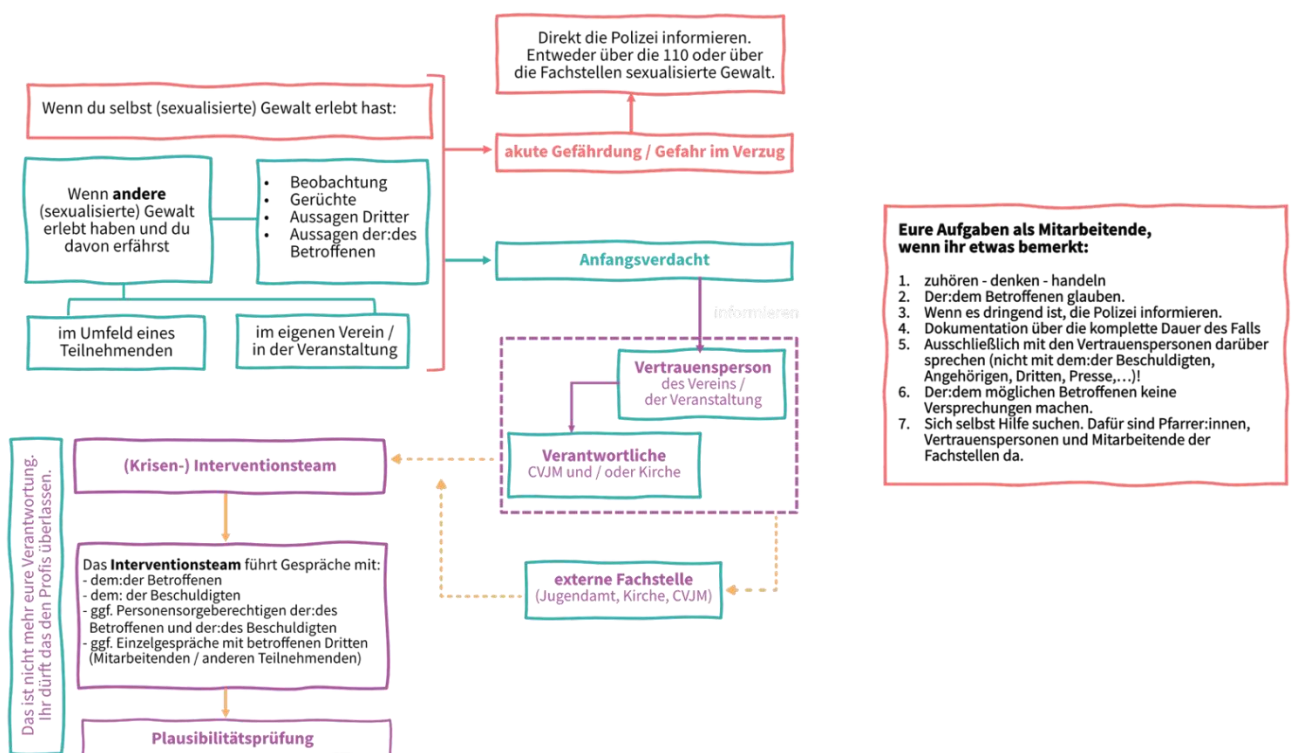 Direkt die Polizei informieren.
Entweder über die 110 oder über
die Fachstellen sexualisierte Gewalt.
Wenn du selbst (sexualisierte) Gewalt erlebt hast:
akute Gefährdung / Gefahr im Verzug
Wenn andere
(sexualisierte) Gewalt
erlebt haben und du
davon erfährst
• Beobachtung
• Gerüchte
• Aussagen Dritter
• Aussagen der:des
Betroffenen
Anfangsverdacht
informieren
im Umfeld eines
Teilnehmenden
im eigenen Verein /
in der Veranstaltung
Vertrauensperson
des Vereins /
der Veranstaltung
Verantwortliche
CVJM und / oder Kirche
(Krisen-) Interventionsteam
externe Fachstelle
(Jugendamt, Kirche, CVJM)
Das Interventionsteam führt Gespräche mit:
- dem:der Betroffenen
- dem: der Beschuldigten
- ggf. Personensorgeberechtigen der:des
Betroffenen und der:des Beschuldigten
- ggf. Einzelgespräche mit betroffenen Dritten
(Mitarbeitenden / anderen Teilnehmenden)
Plausibilitätsprüfung
Das ist nicht mehr eure Verantwortung.
Ihr dürft das den Profis überlassen.
Eure Aufgaben als Mitarbeitende,
wenn ihr etwas bemerkt:
1. zuhören - denken - handeln
2. Der:dem Betroffenen glauben.
3. Wenn es dringend ist, die Polizei informieren.
4. Dokumentation über die komplette Dauer des Falls
5. Ausschließlich mit den Vertrauenspersonen darüber
sprechen (nicht mit dem:der Beschuldigten,
Angehörigen, Dritten, Presse,...)!
6. Der:dem möglichen Betroffenen keine
Versprechungen machen.
7. Sich selbst Hilfe suchen. Dafür sind Pfarrer:innen,
Vertrauenspersonen und Mitarbeitende der
Fachstellen da.